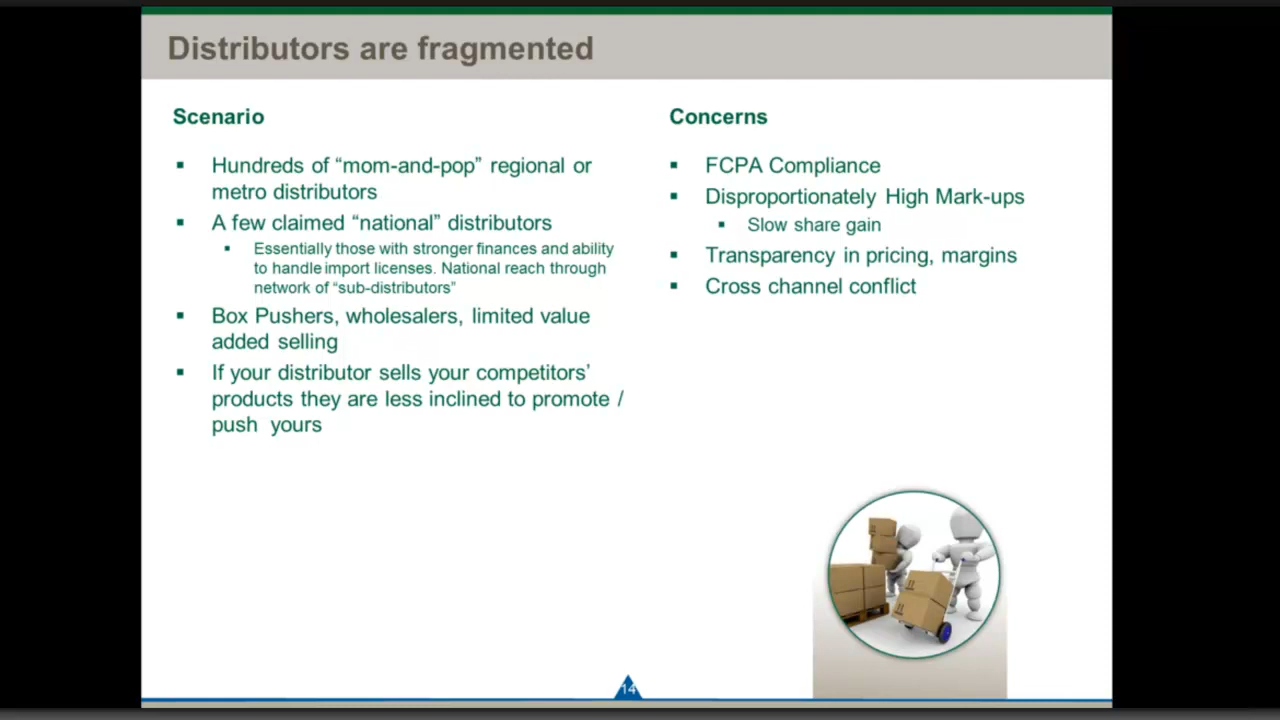 Distributors are fragmented
Scenario
Hundreds of “mom-and-pop” regional or
metro distributors
A few claimed “national” distributors
Essentially those with stronger finances and ability
to handle import licenses. National reach through
network of “sub-distributors”
Box Pushers, wholesalers, limited value
added selling
If your distributor sells your competitors’
products they are less inclined to promote /
push yours
Concerns
FCPA Compliance
Disproportionately High Mark-ups
Slow share gain
Transparency in pricing, margins
Cross channel conflict
14